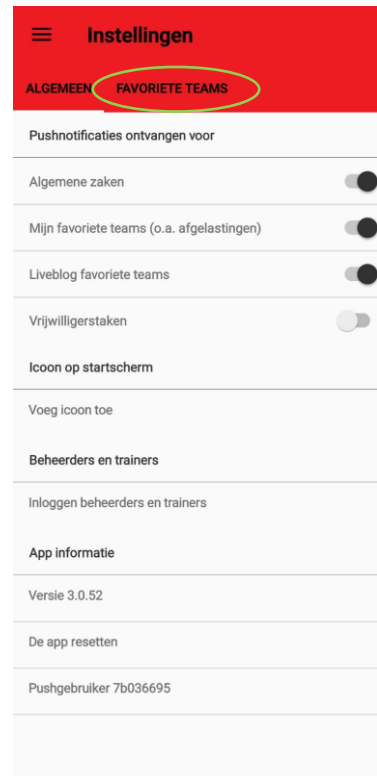 Instellingen
ALGEMEEN FAVORIETE TEAMS
Pushnotificaties ontvangen voor
Algemene zaken
Mijn favoriete teams (o.a. afgelastingen)
Liveblog favoriete teams
Vrijwilligerstaken
Icoon op startscherm
Voeg icoon toe
Beheerders en trainers
Inloggen beheerders en trainers
App informatie
Versie 3.0.52
De app resetten
Pushgebruiker 7b036695